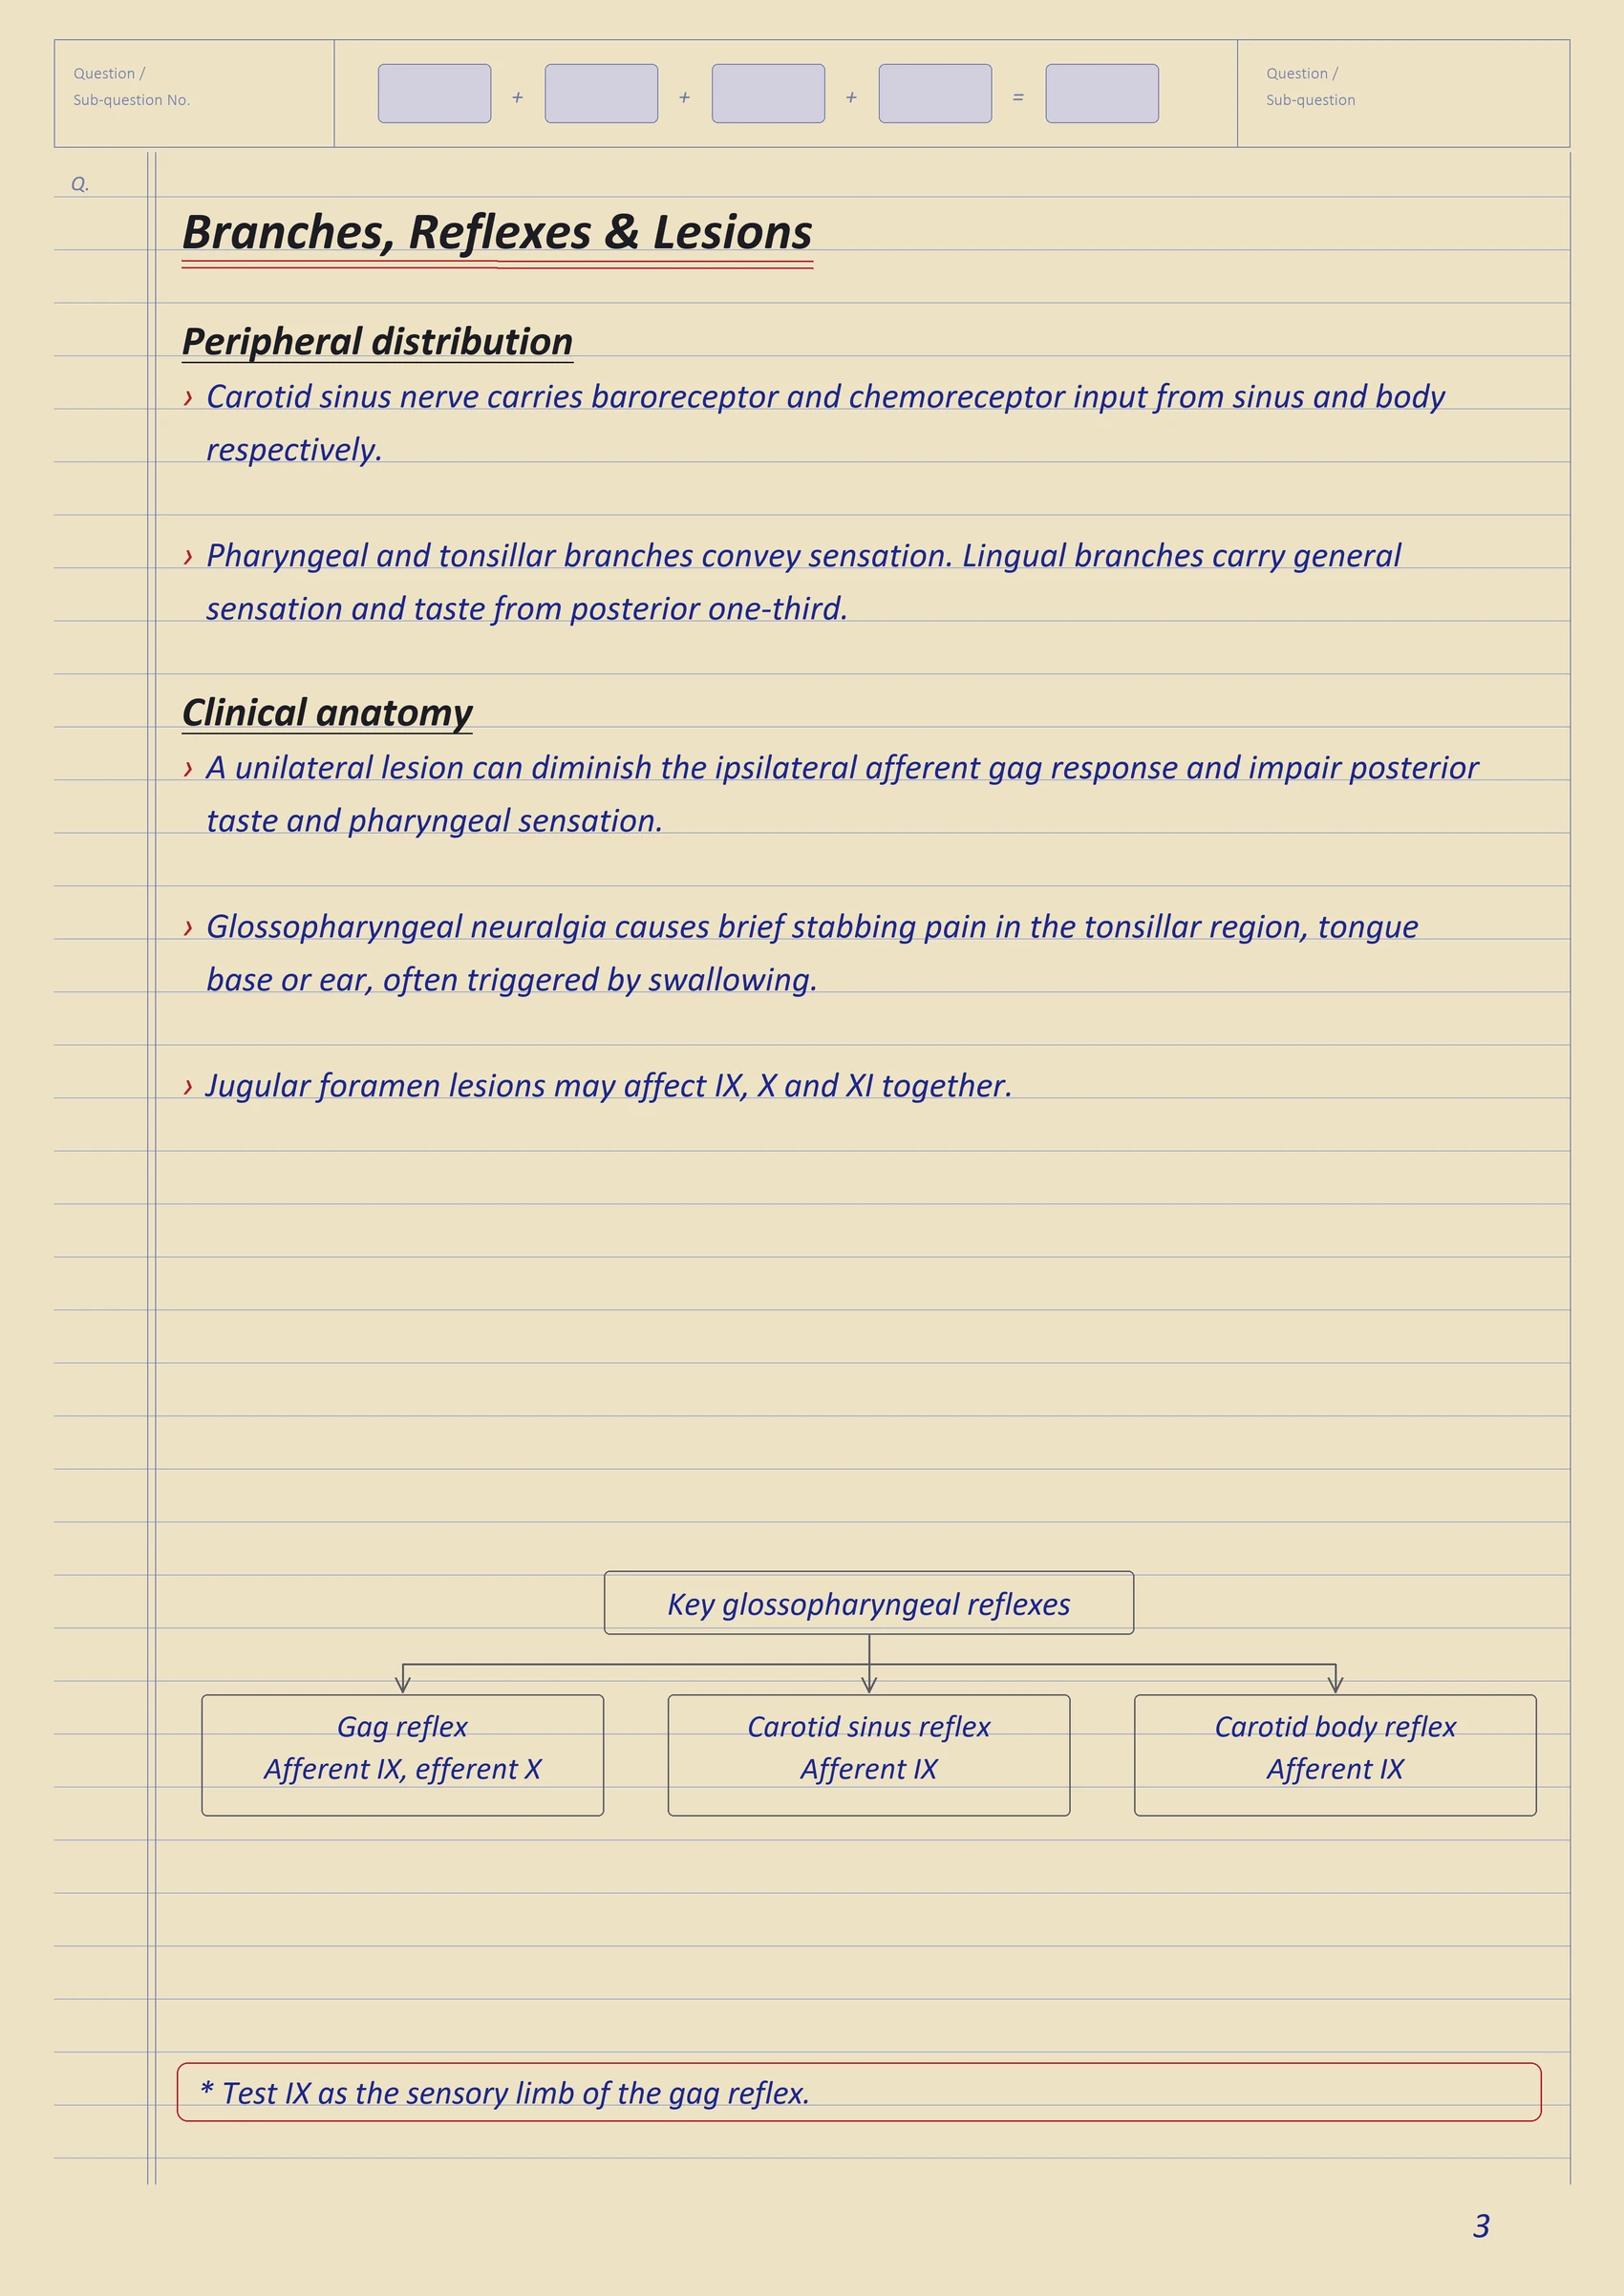 Question /
Sub-question No.
+ + + =
Question /
Sub-question
Q.
Branches, Reflexes & Lesions
Peripheral distribution
› Carotid sinus nerve carries baroreceptor and chemoreceptor input from sinus and body
respectively.
› Pharyngeal and tonsillar branches convey sensation. Lingual branches carry general
sensation and taste from posterior one-third.
Clinical anatomy
› A unilateral lesion can diminish the ipsilateral afferent gag response and impair posterior
taste and pharyngeal sensation.
› Glossopharyngeal neuralgia causes brief stabbing pain in the tonsillar region, tongue
base or ear, often triggered by swallowing.
› Jugular foramen lesions may affect IX, X and XI together.
Key glossopharyngeal reflexes
Gag reflex
Afferent IX, efferent X
Carotid sinus reflex
Afferent IX
Carotid body reflex
Afferent IX
* Test IX as the sensory limb of the gag reflex.
3